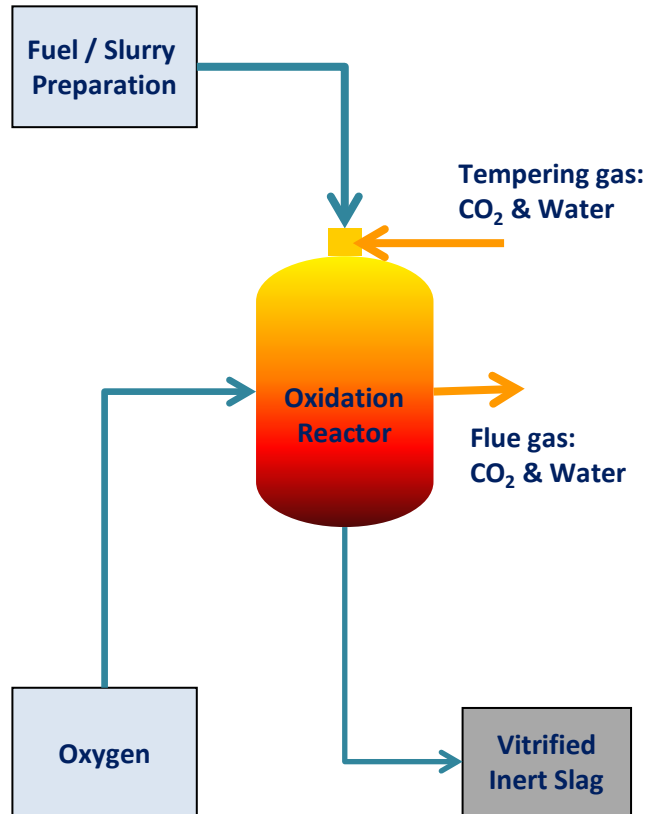 Fuel / Slurry
Preparation
Tempering gas:
CO₂ & Water
Oxidation
Reactor
Flue gas:
CO₂ & Water
Oxygen
Vitrified
Inert Slag